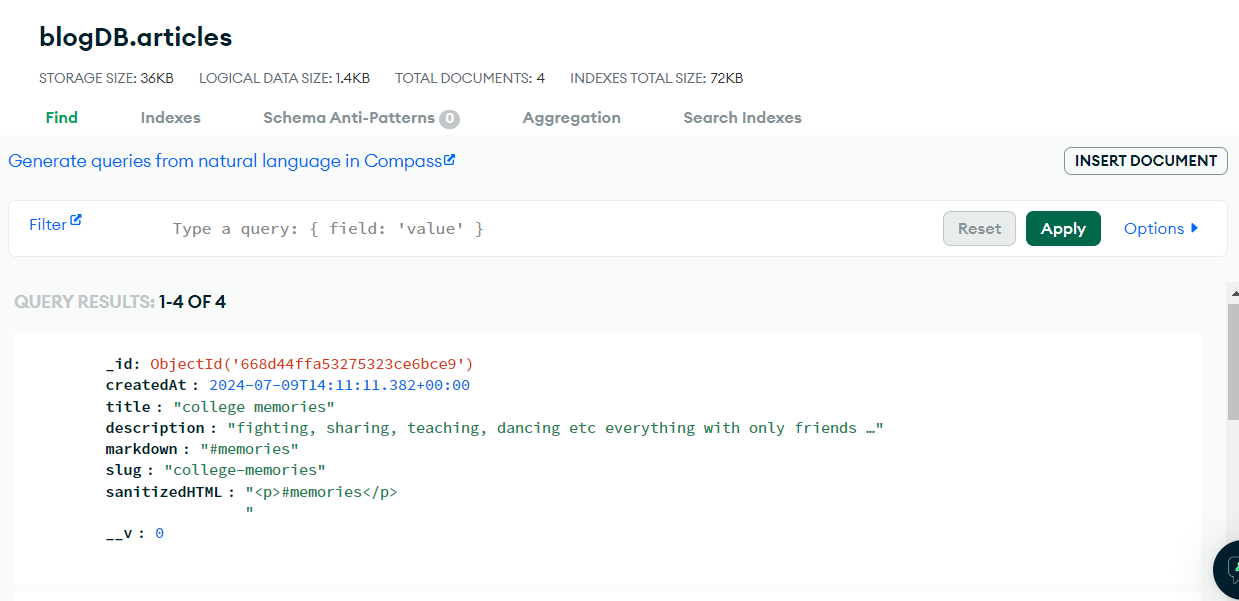 blogDB.articles
STORAGE SIZE: 36KB LOGICAL DATA SIZE: 1.4KB TOTAL DOCUMENTS: 4 INDEXES TOTAL SIZE: 72KB
Find Indexes Schema Anti-Patterns 0 Aggregation Search Indexes
Generate queries from natural language in Compass
INSERT DOCUMENT
Filter Type a query: { field: 'value' } Reset Apply Options
QUERY RESULTS: 1-4 OF 4
_id: ObjectId('668d44ffa53275323ce6bce9')
createdAt : 2024-07-09T14:11:11.382+00:00
title : "college memories"
description : "fighting, sharing, teaching, dancing etc everything with only friends …"
markdown : "#memories"
slug : "college-memories"
sanitizedHTML : "<p>#memories</p>
"
__v : 0